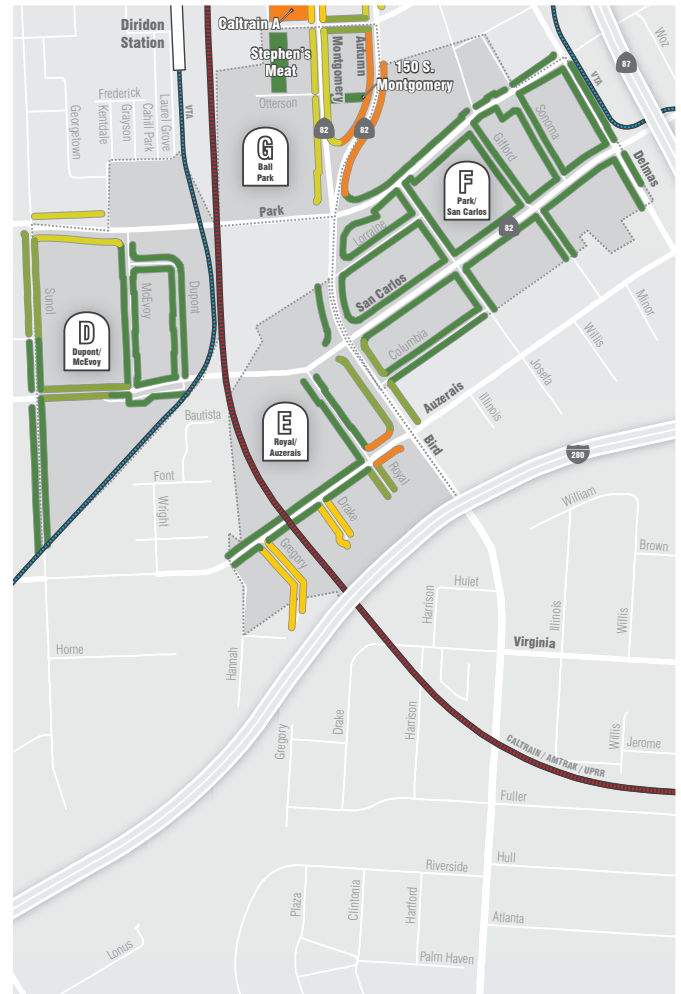 Diridon
Station
Caltrain A
Stephen's
Meat
Montgomery
Autumn
150 S.
Montgomery
87
Woz
VTA
Frederick
Georgetown
Kentdale
Grayson
Cahill Park
Laurel Grove
VTA
Otterson
82
82
G
Ball
Park
Park
F
Park/
San Carlos
Gifford
Sonoma
Delmas
82
Lorraine
San Carlos
Columbia
Sunol
McEvoy
Dupont
D
Dupont/
McEvoy
Minor
Willis
Josefa
Illinois
Auzerais
Bird
E
Royal/
Auzerais
Royal
Drake
Gregory
Bautista
Font
Wright
280
William
Brown
Hulet
Harrison
Illinois
Willis
Virginia
Home
Hannah
Gregory
Drake
Harrison
Willis
Jerome
CALTRAIN / AMTRAK / UPRR
Fuller
Riverside
Hull
Plaza
Clintonia
Hartford
Atlanta
Lonus
Palm Haven